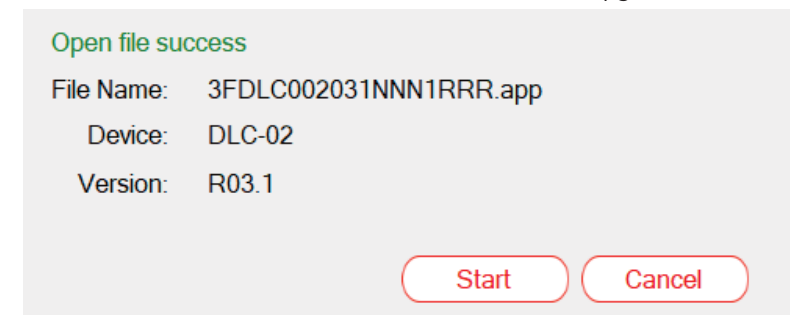 Open file success
File Name: 3FDLC002031NNN1RRR.app
Device: DLC-02
Version: R03.1
Start Cancel